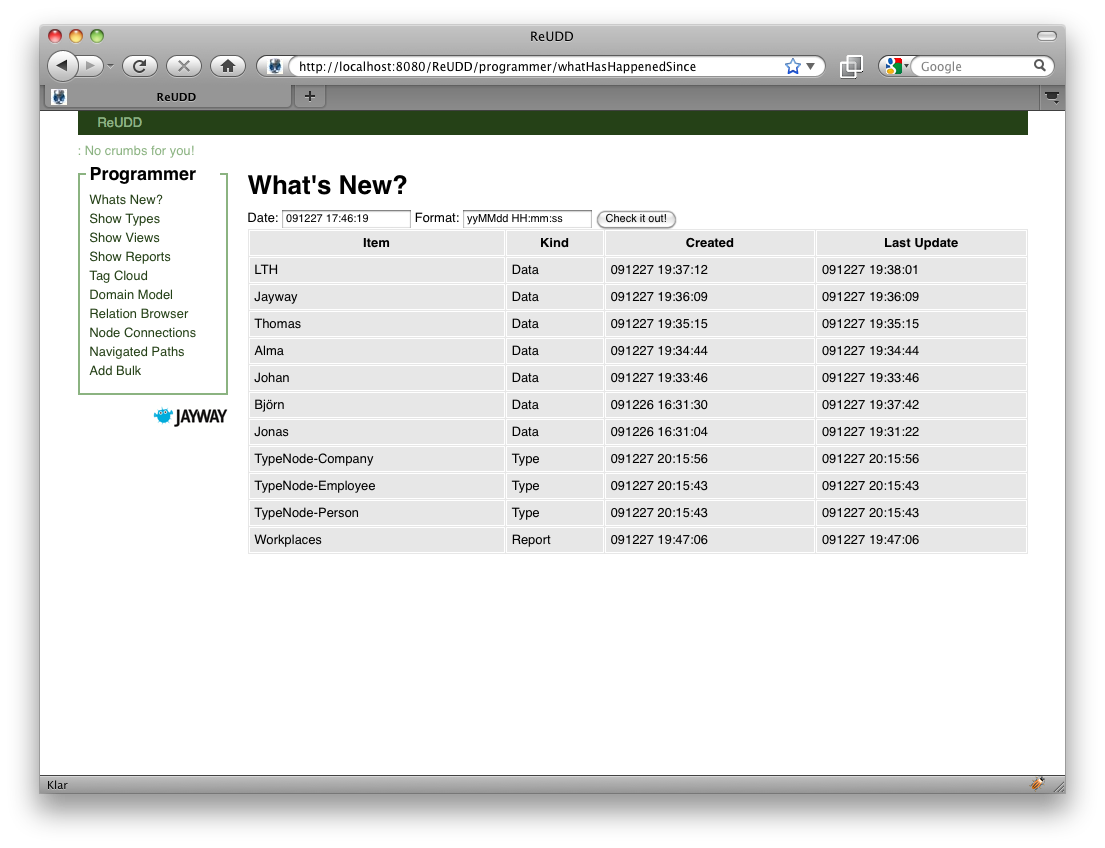 ReUDD
http://localhost:8080/ReUDD/programmer/whatHasHappenedSince
Google
ReUDD
ReUDD
: No crumbs for you!
Programmer
Whats New?
Show Types
Show Views
Show Reports
Tag Cloud
Domain Model
Relation Browser
Node Connections
Navigated Paths
Add Bulk
JAYWAY
What's New?
Date: 091227 17:46:19 Format: yyMMdd HH:mm:ss Check it out!
Item Kind Created Last Update
LTH Data 091227 19:37:12 091227 19:38:01
Jayway Data 091227 19:36:09 091227 19:36:09
Thomas Data 091227 19:35:15 091227 19:35:15
Alma Data 091227 19:34:44 091227 19:34:44
Johan Data 091227 19:33:46 091227 19:33:46
Björn Data 091226 16:31:30 091227 19:37:42
Jonas Data 091226 16:31:04 091227 19:31:22
TypeNode-Company Type 091227 20:15:56 091227 20:15:56
TypeNode-Employee Type 091227 20:15:43 091227 20:15:43
TypeNode-Person Type 091227 20:15:43 091227 20:15:43
Workplaces Report 091227 19:47:06 091227 19:47:06
Klar